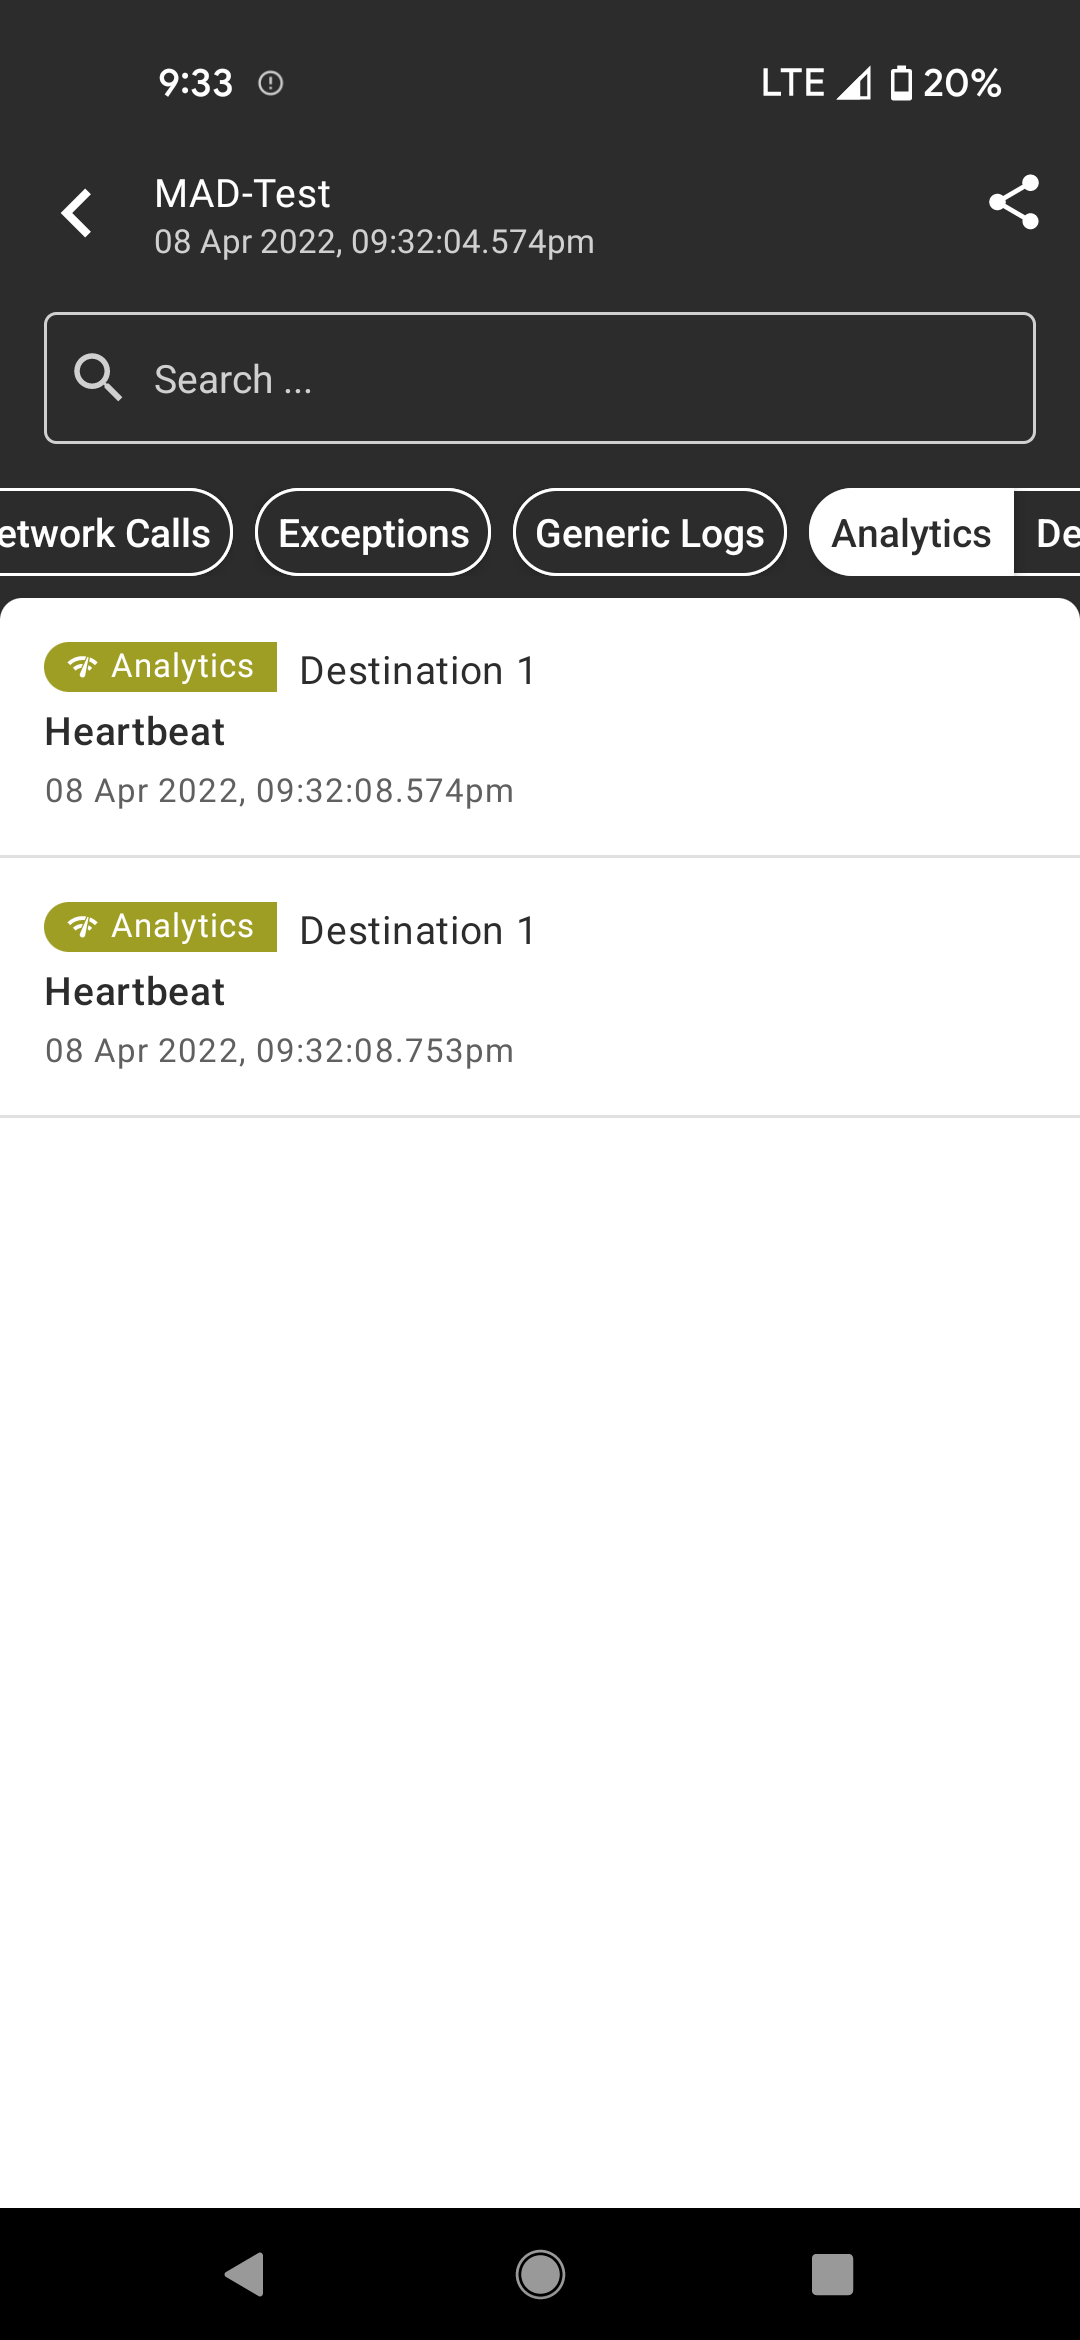 9:33 LTE 20%
MAD-Test
08 Apr 2022, 09:32:04.574pm
Search ...
etwork Calls Exceptions Generic Logs Analytics De
Analytics Destination 1
Heartbeat
08 Apr 2022, 09:32:08.574pm
Analytics Destination 1
Heartbeat
08 Apr 2022, 09:32:08.753pm